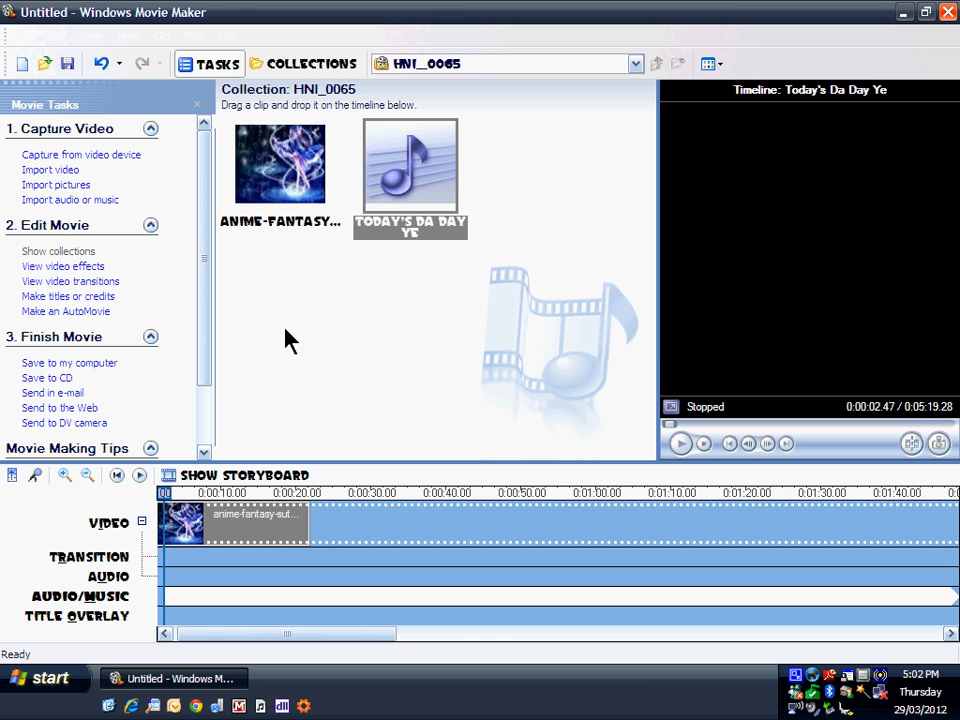 Untitled - Windows Movie Maker
TASKS
COLLECTIONS
HNI_0065
Movie Tasks
1. Capture Video
Capture from video device
Import video
Import pictures
Import audio or music
2. Edit Movie
Show collections
View video effects
View video transitions
Make titles or credits
Make an AutoMovie
3. Finish Movie
Save to my computer
Save to CD
Send in e-mail
Send to the Web
Send to DV camera
Movie Making Tips
Collection: HNI_0065
Drag a clip and drop it on the timeline below.
ANIME-FANTASY...
TODAY'S DA DAY
YE
Timeline: Today's Da Day Ye
Stopped
0:00:02.47 / 0:05:19.28
SHOW STORYBOARD
0:00:10.00 0:00:20.00 0:00:30.00 0:00:40.00 0:00:50.00 0:01:00.00 0:01:10.00 0:01:20.00 0:01:30.00 0:01:40.00
VIDEO
anime-fantasy-sut...
TRANSITION
AUDIO
AUDIO/MUSIC
TITLE OVERLAY
Ready
start
Untitled - Windows M...
5:02 PM
Thursday
29/03/2012